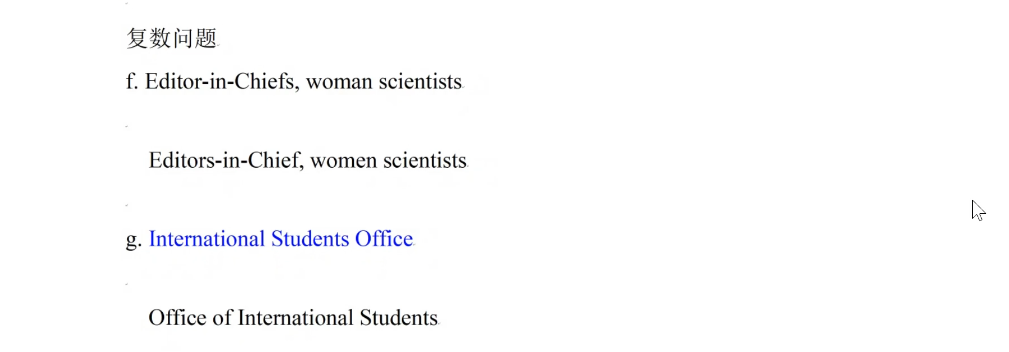 复数问题
f. Editor-in-Chiefs, woman scientists
Editors-in-Chief, women scientists
g. International Students Office
Office of International Students